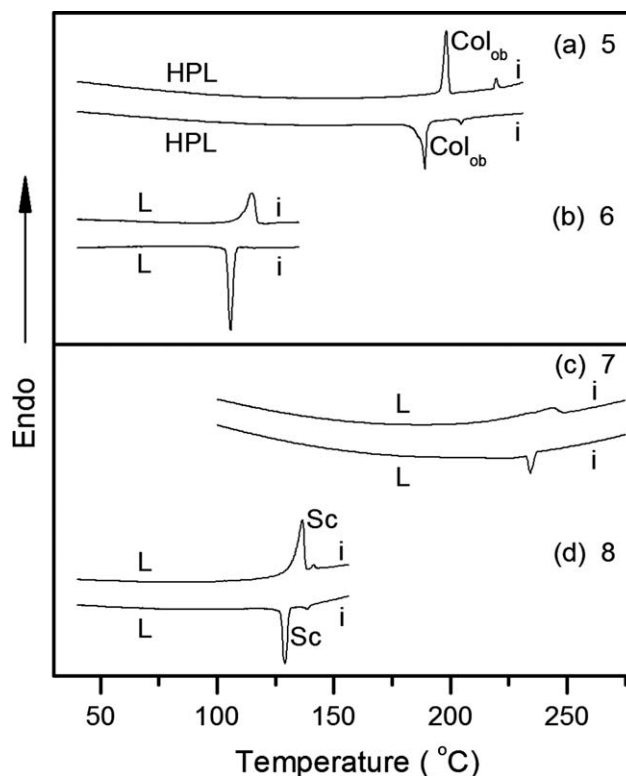 (a) 5
Col_ob
HPL
i
HPL
Col_ob
i
(b) 6
L
i
L
i
(c) 7
i
L
L
i
Sc
(d) 8
L
i
L
Sc
i
Endo
50
100
150
200
250
Temperature ( °C)